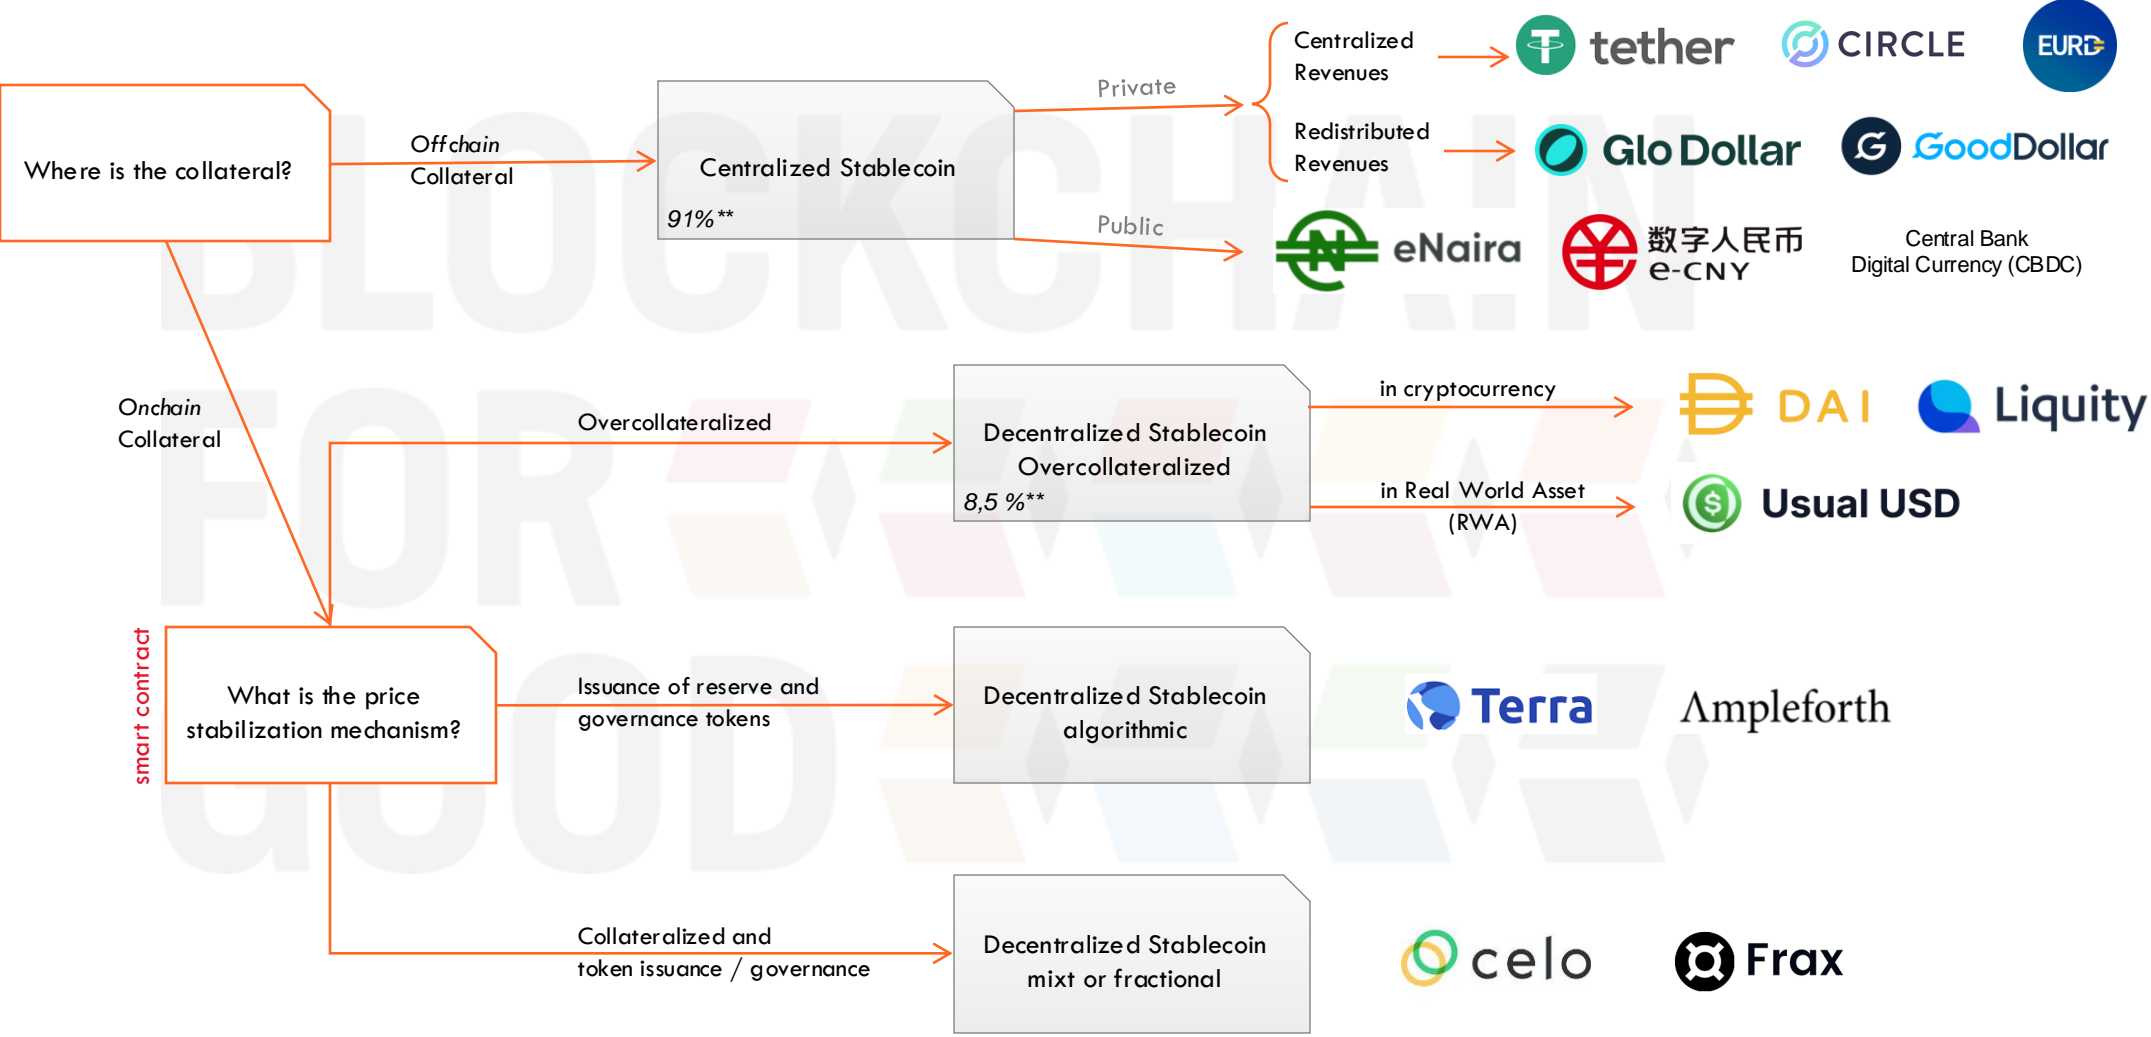 Where is the collateral?
Offchain
Collateral
Centralized Stablecoin
91%**
Private
Centralized
Revenues
tether
CIRCLE
EURD
Redistributed
Revenues
Glo Dollar
GoodDollar
Public
eNaira
数字人民币
e-CNY
Central Bank
Digital Currency (CBDC)
Onchain
Collateral
Overcollateralized
Decentralized Stablecoin
Overcollateralized
8,5 %**
in cryptocurrency
DAI
Liquity
in Real World Asset
(RWA)
Usual USD
smart contract
What is the price
stabilization mechanism?
Issuance of reserve and
governance tokens
Decentralized Stablecoin
algorithmic
Terra
Ampleforth
Collateralized and
token issuance / governance
Decentralized Stablecoin
mixt or fractional
celo
Frax
BLOCKCHAIN
FOR
GOOD